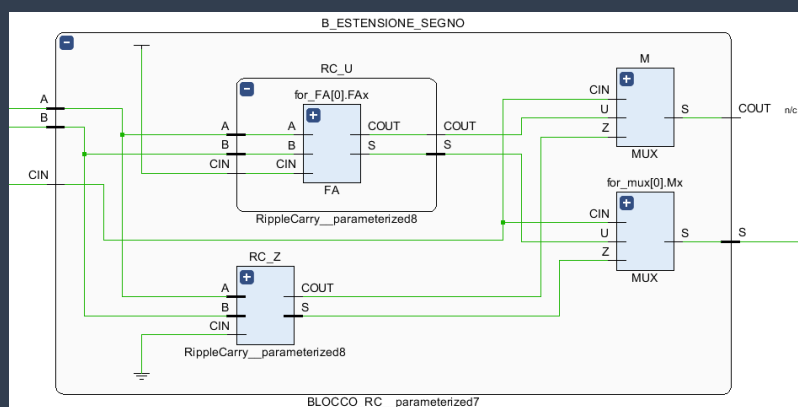 B_ESTENSIONE_SEGNO
RC_U
for_FA[0].FAx
A A COUT COUT
B B S S
CIN CIN
FA
RippleCarry__parameterized8
A
B
CIN
M
CIN
U S
Z
MUX
COUT n/c
for_mux[0].Mx
CIN
U S S
Z
MUX
RC_Z
A COUT
B S
CIN
RippleCarry__parameterized8
BLOCCO_RC__parameterized7